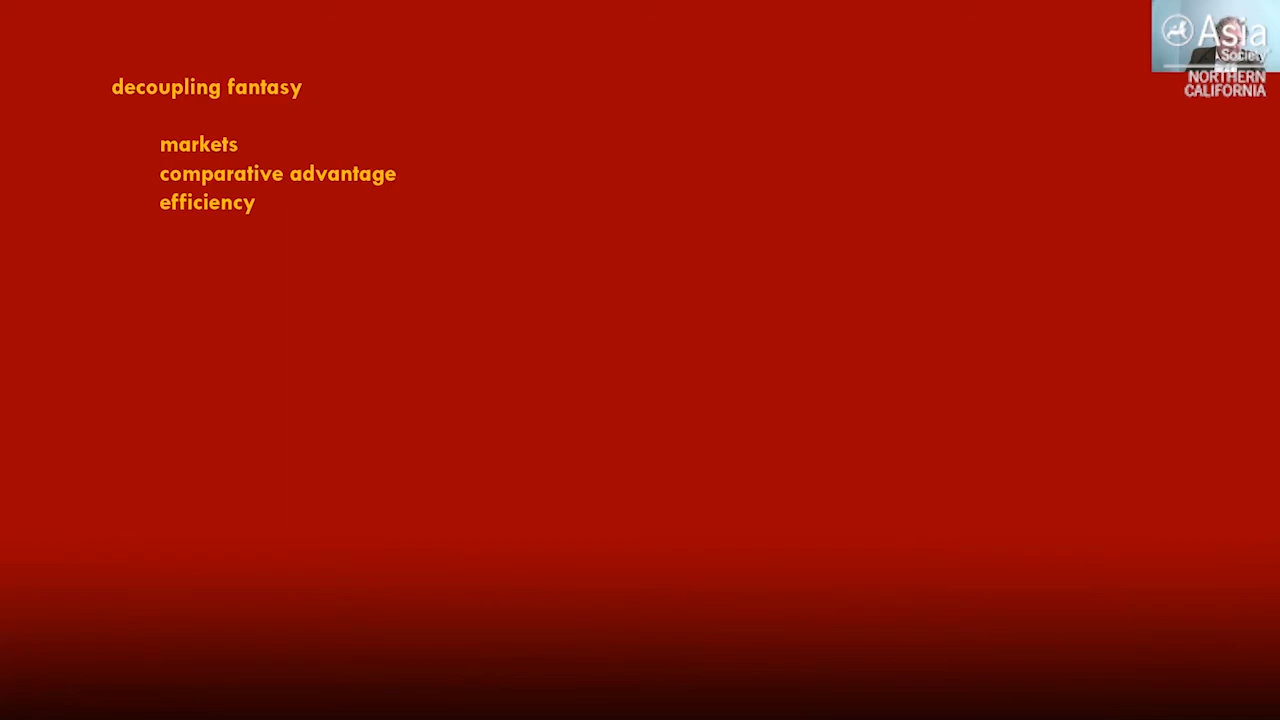 decoupling fantasy
markets
comparative advantage
efficiency
Asia
Society
NORTHERN
CALIFORNIA